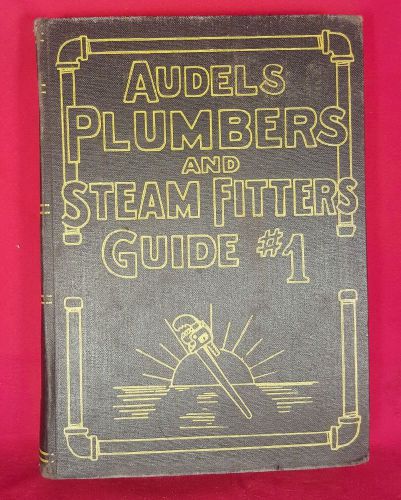 AUDELS
PLUMBERS
AND
STEAM FITTERS
GUIDE #1